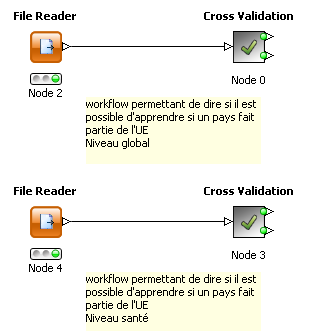 File Reader
Cross Validation
Node 2
Node 0
workflow permettant de dire si il est
possible d'apprendre si un pays fait
partie de l'UE
Niveau global
File Reader
Cross Validation
Node 4
Node 3
workflow permettant de dire si il est
possible d'apprendre si un pays fait
partie de l'UE
Niveau santé